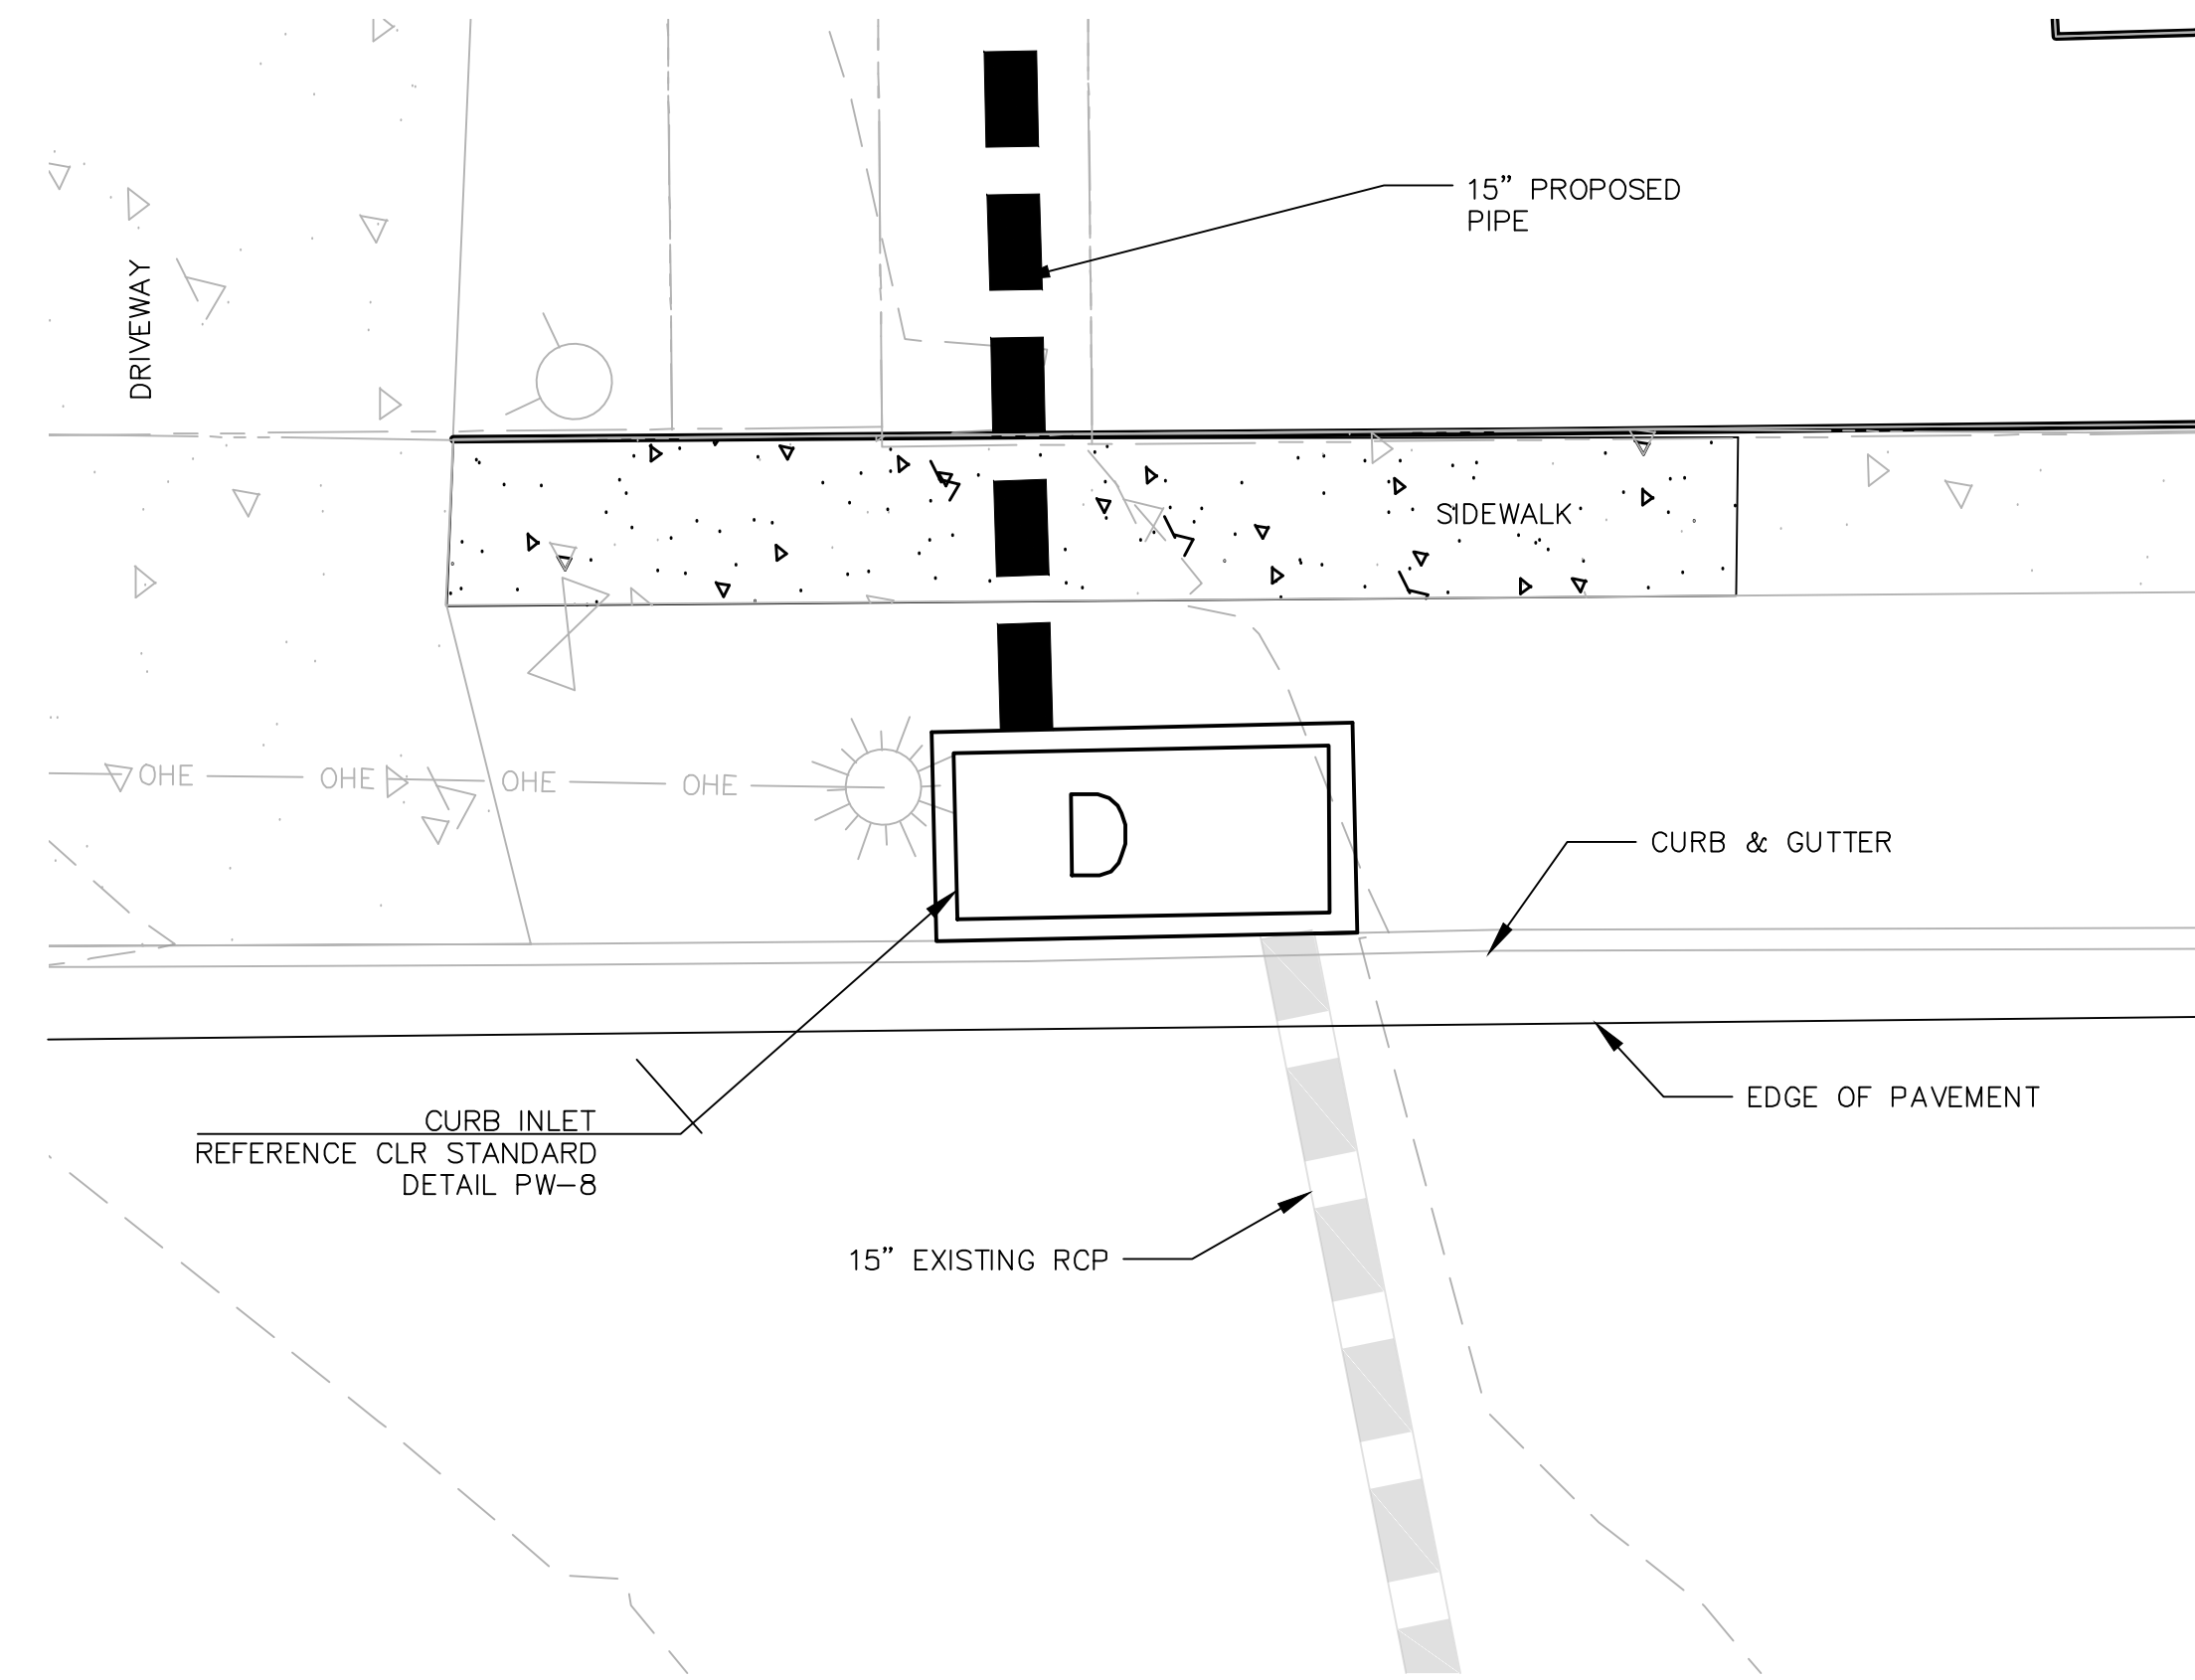 15” PROPOSED
PIPE
DRIVEWAY
SIDEWALK
OHE
OHE
OHE
OHE
D
CURB & GUTTER
EDGE OF PAVEMENT
CURB INLET
REFERENCE CLR STANDARD
DETAIL PW-8
15” EXISTING RCP